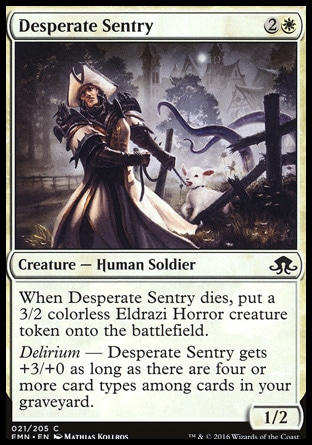 Desperate Sentry 2
Creature — Human Soldier
When Desperate Sentry dies, put a
3/2 colorless Eldrazi Horror creature
token onto the battlefield.
Delirium — Desperate Sentry gets
+3/+0 as long as there are four or
more card types among cards in your
graveyard.
1/2
021/205 C
EMN • EN Mathias Kollros
™ & © 2016 Wizards of the Coast